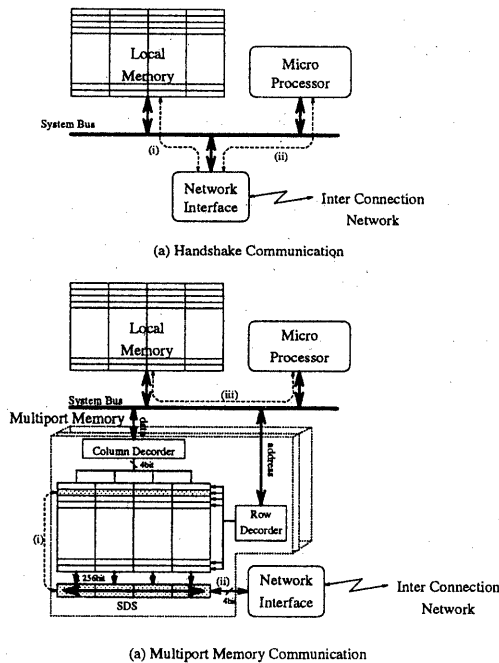 Local
Memory
Micro
Processor
System Bus
(i)
(ii)
Network
Interface
Inter Connection
Network
(a) Handshake Communication
Local
Memory
Micro
Processor
(iii)
System Bus
Multiport Memory
data
address
Column Decorder
4bit
Row
Decorder
(i)
256bit
SDS
(ii)
4bit
Network
Interface
Inter Connection
Network
(a) Multiport Memory Communication